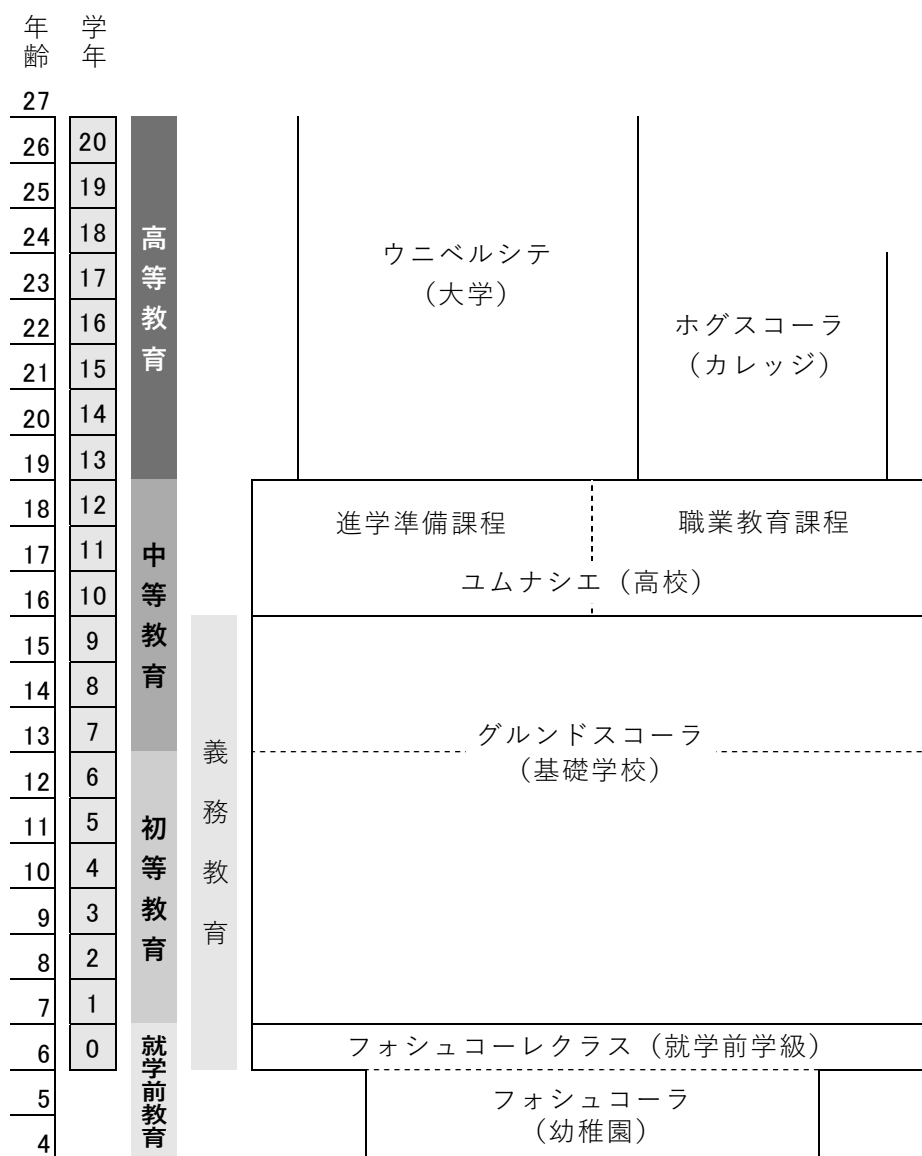 年齢
学年
27
26 20
25 19
24 18
23 17
22 16
21 15
20 14
19 13
18 12
17 11
16 10
15 9
14 8
13 7
12 6
11 5
10 4
9 3
8 2
7 1
6 0
5
4
高等教育
中等教育
初等教育
就学前教育
義務教育
ウニベルシテ
（大学）
ホグスコーラ
（カレッジ）
進学準備課程
職業教育課程
ユムナシエ（高校）
グルンドスコーラ
（基礎学校）
フォシュコーレクラス（就学前学級）
フォシュコーラ
（幼稚園）